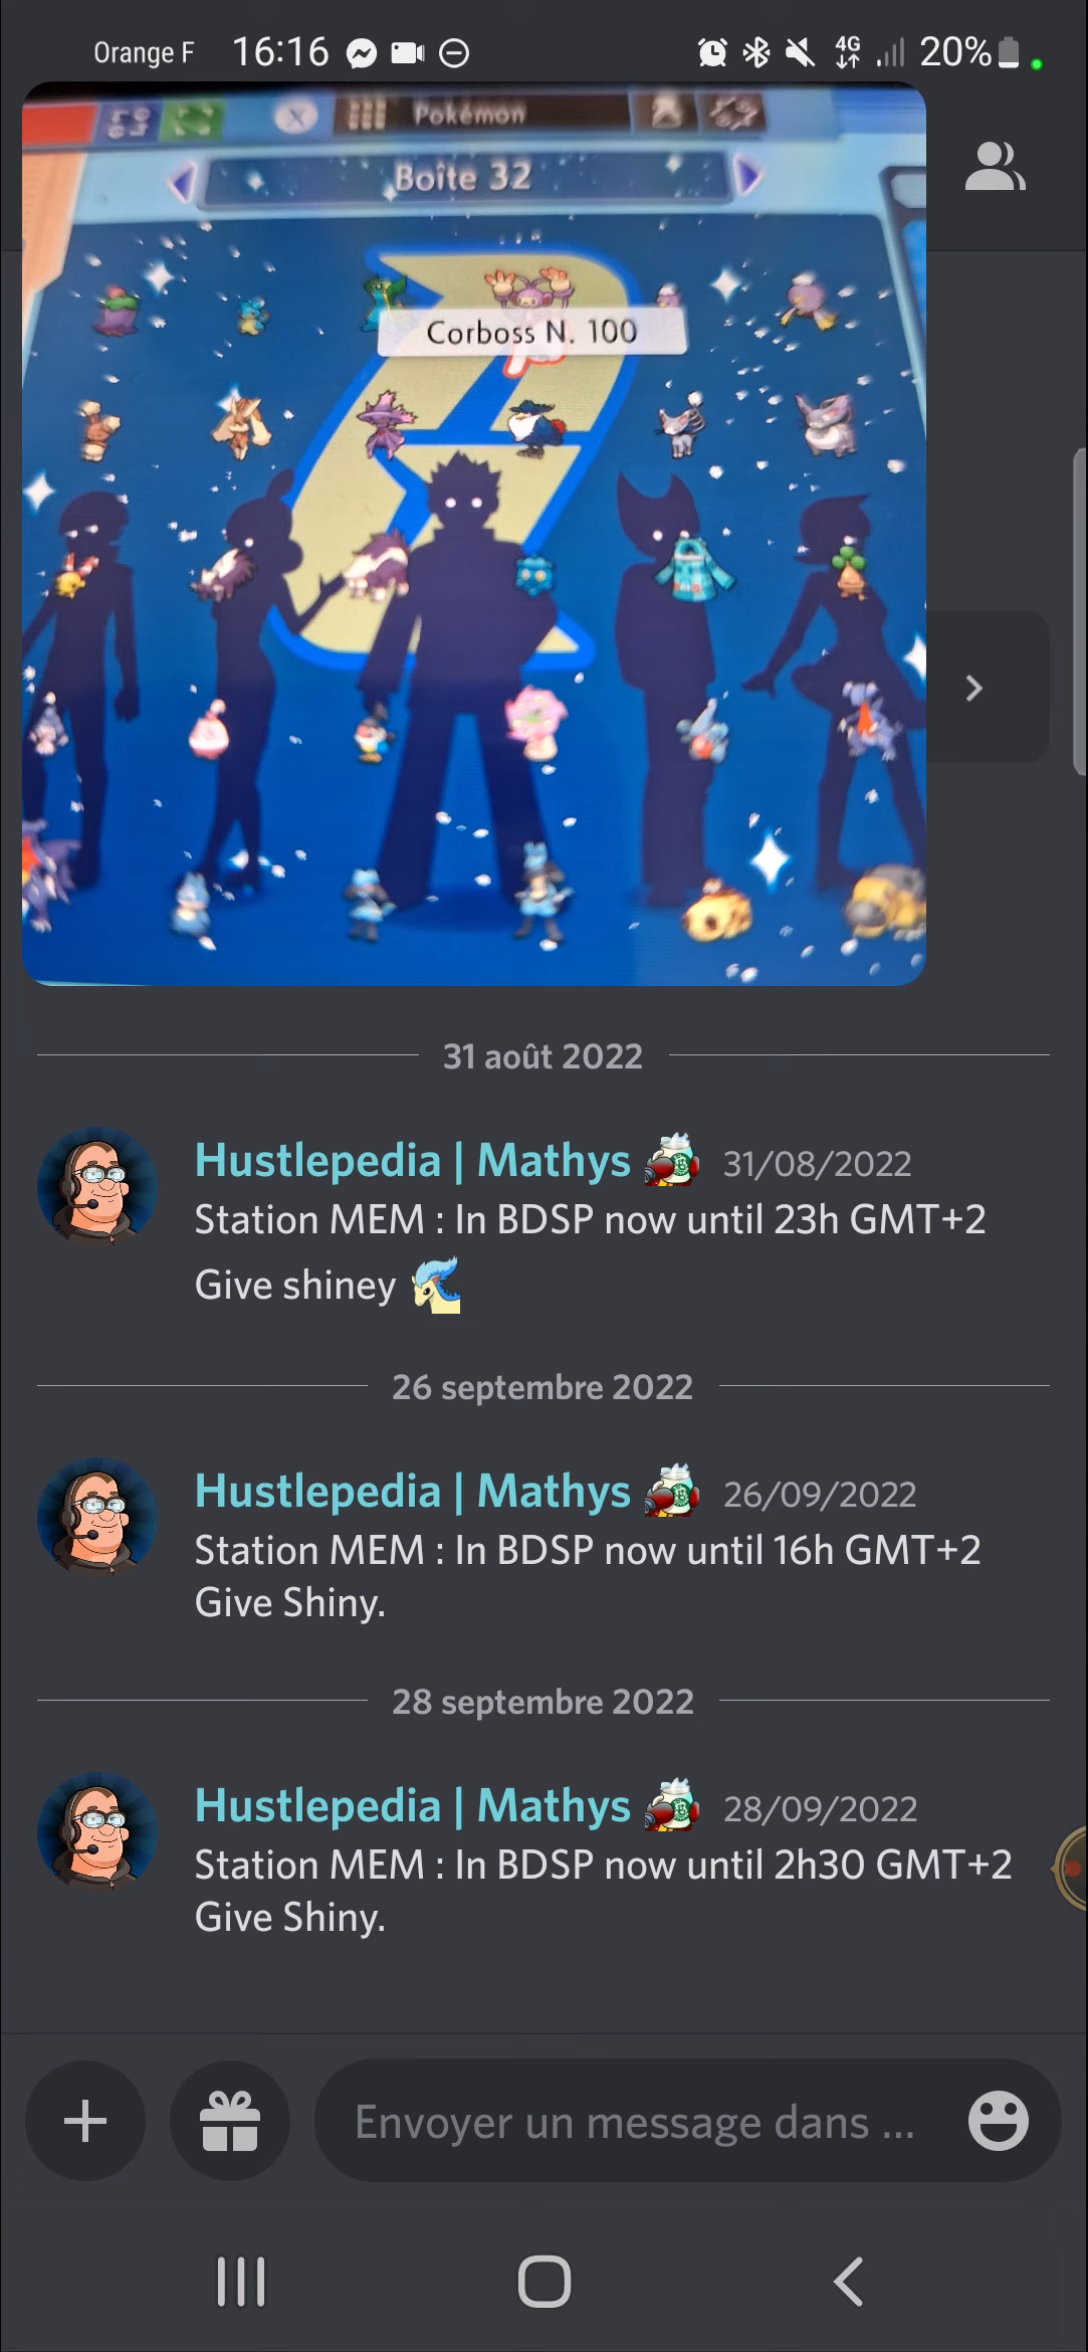 Orange F 16:16 4G 20%
X Pokémon
Boîte 32
Corboss N. 100
31 août 2022
Hustlepedia | Mathys 31/08/2022
Station MEM : In BDSP now until 23h GMT+2
Give shiney
26 septembre 2022
Hustlepedia | Mathys 26/09/2022
Station MEM : In BDSP now until 16h GMT+2
Give Shiny.
28 septembre 2022
Hustlepedia | Mathys 28/09/2022
Station MEM : In BDSP now until 2h30 GMT+2
Give Shiny.
Envoyer un message dans ...